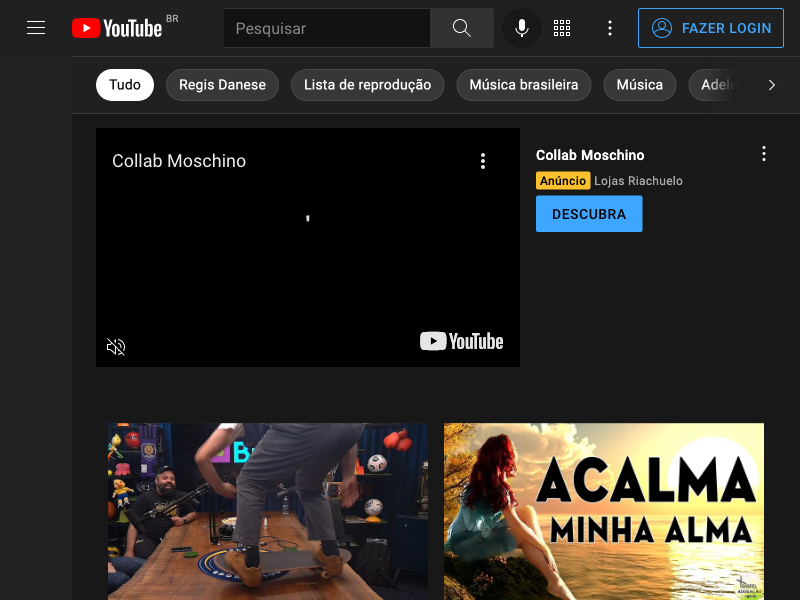 YouTube BR
Pesquisar
FAZER LOGIN
Tudo
Regis Danese
Lista de reprodução
Música brasileira
Música
Collab Moschino
YouTube
Collab Moschino
Anúncio Lojas Riachuelo
DESCUBRA
ACALMA
MINHA ALMA